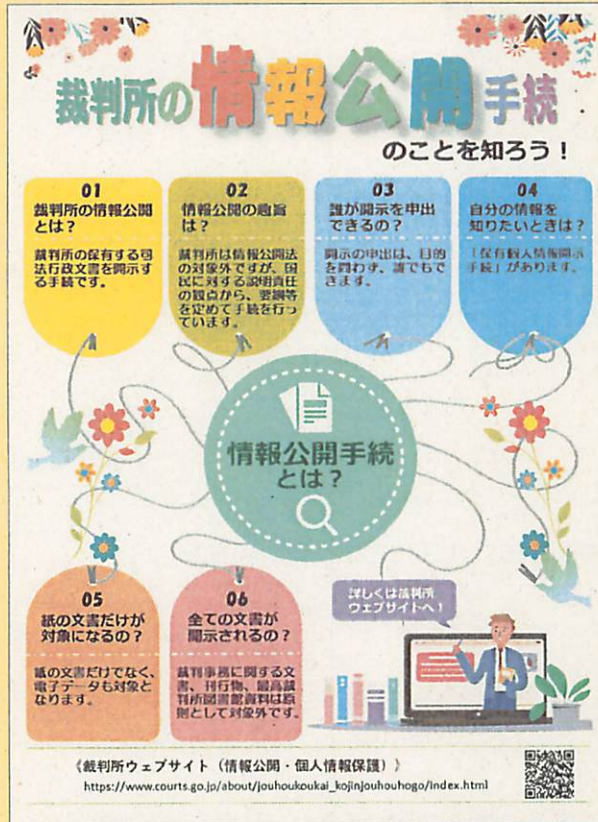 裁判所の情報公開手続
のことを知ろう！
01
裁判所の情報公開
とは？
裁判所の保有する司
法行政文書を開示す
る手続です。
02
情報公開の趣旨
は？
裁判所は情報公開法
の対象外ですが、国
民に対する説明責任
の観点から、要綱等
を定めて手続を行っ
ています。
03
誰が開示を申出
できるの？
開示の申出は、目的
を問わず、誰でもで
きます。
04
自分の情報を
知りたいときは？
「保有個人情報開示
手続」があります。
情報公開手続
とは？
05
紙の文書だけが
対象になるの？
紙の文書だけでなく、
電子データも対象と
なります。
06
全ての文書が
開示されるの？
裁判事務に関する文
書、刊行物、最高裁
判所図書館資料は原
則として対象外です。
詳しくは裁判所
ウェブサイトへ！
《裁判所ウェブサイト（情報公開・個人情報保護）》
https://www.courts.go.jp/about/jouhoukoukai_kojinjouhouhogo/index.html